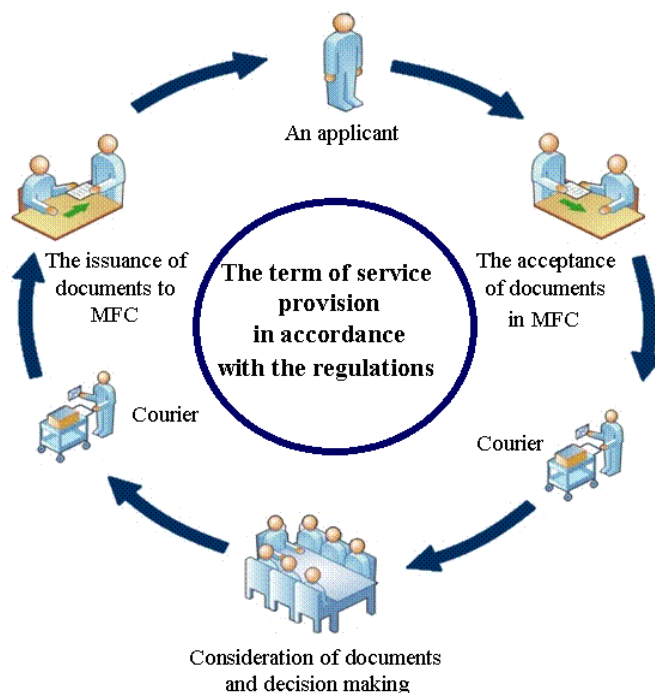 An applicant
The issuance of
documents to
MFC
The term of service
provision
in accordance
with the regulations
The acceptance
of documents
in MFC
Courier
Courier
Consideration of documents
and decision making